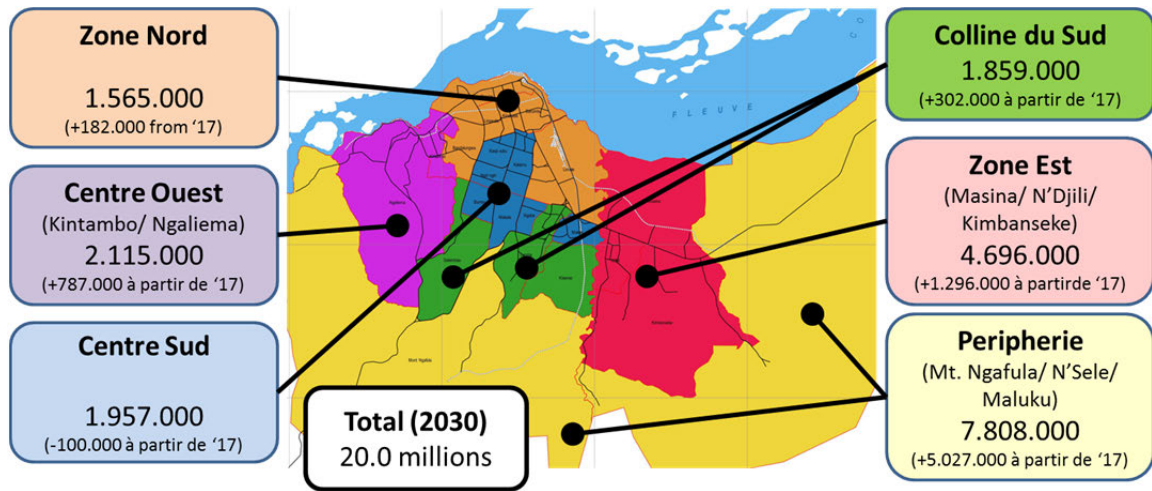 Zone Nord
1.565.000
(+182.000 from ‘17)
Centre Ouest
(Kintambo/ Ngaliema)
2.115.000
(+787.000 à partir de ‘17)
Centre Sud
1.957.000
(-100.000 à partir de ‘17)
Colline du Sud
1.859.000
(+302.000 à partir de ‘17)
Zone Est
(Masina/ N’Djili/
Kimbanseke)
4.696.000
(+1.296.000 à partirde ‘17)
Peripherie
(Mt. Ngafula/ N’Sele/
Maluku)
7.808.000
(+5.027.000 à partir de ‘17)
Total (2030)
20.0 millions
FLEUVE
Ngaliema
Mont Ngafula